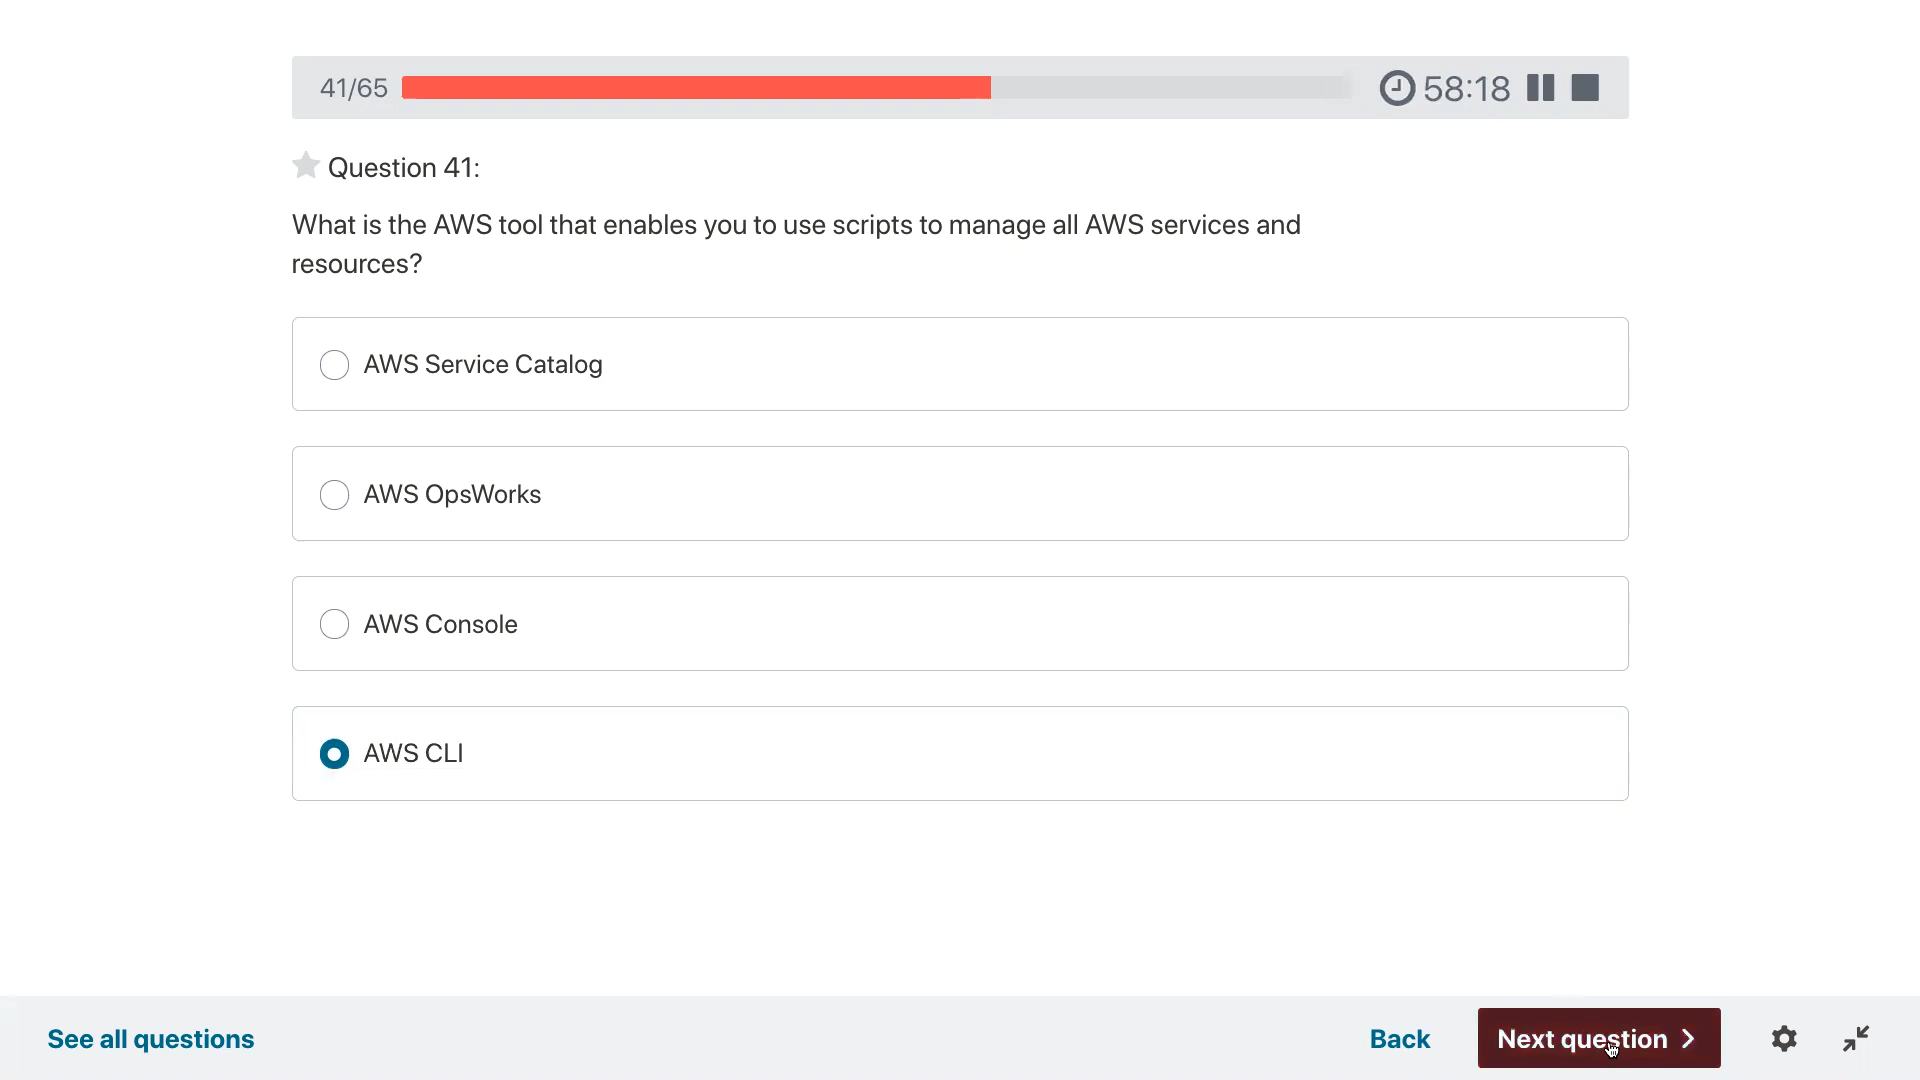 41/65
58:18
Question 41:
What is the AWS tool that enables you to use scripts to manage all AWS services and
resources?
AWS Service Catalog
AWS OpsWorks
AWS Console
AWS CLI
See all questions
Back
Next question